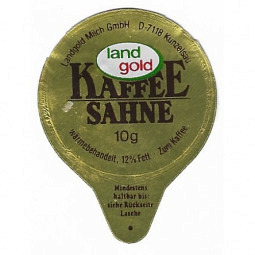 Landgold Milch GmbH D-7118 Künzelsau
land
gold
KAFFEE
SAHNE
10g
wärmebehandelt, 12% Fett Zum Kaffee
Mindestens
haltbar bis:
siehe Rückseite
Lasche